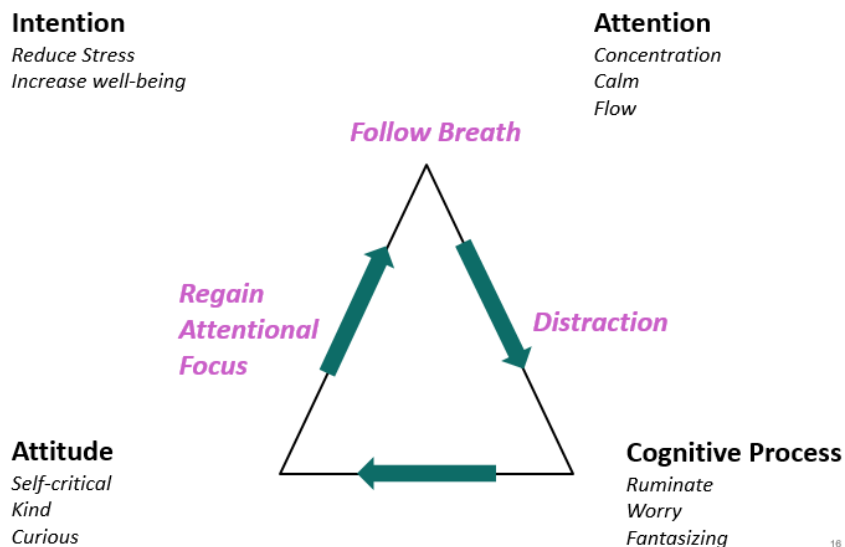 Intention
Reduce Stress
Increase well-being
Attention
Concentration
Calm
Flow
Follow Breath
Regain
Attentional
Focus
Distraction
Attitude
Self-critical
Kind
Curious
Cognitive Process
Ruminate
Worry
Fantasizing
16